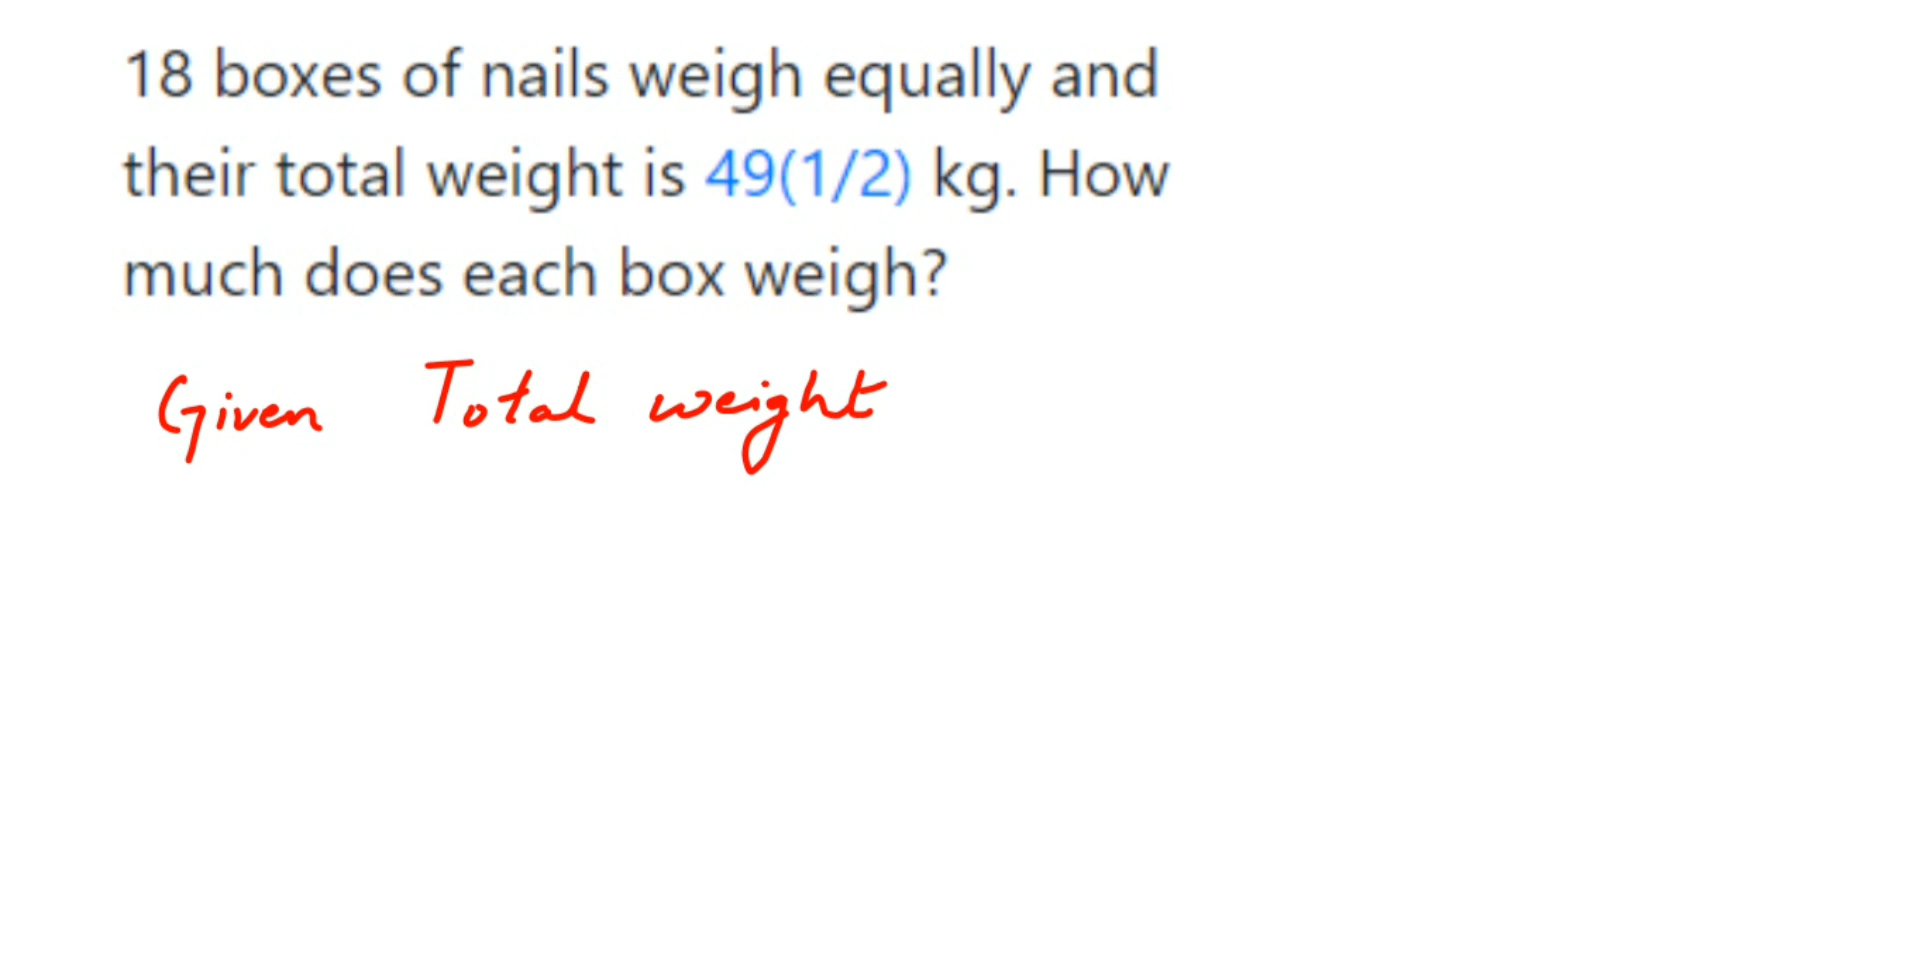 18 boxes of nails weigh equally and
their total weight is 49(1/2) kg. How
much does each box weigh?
Given Total weight